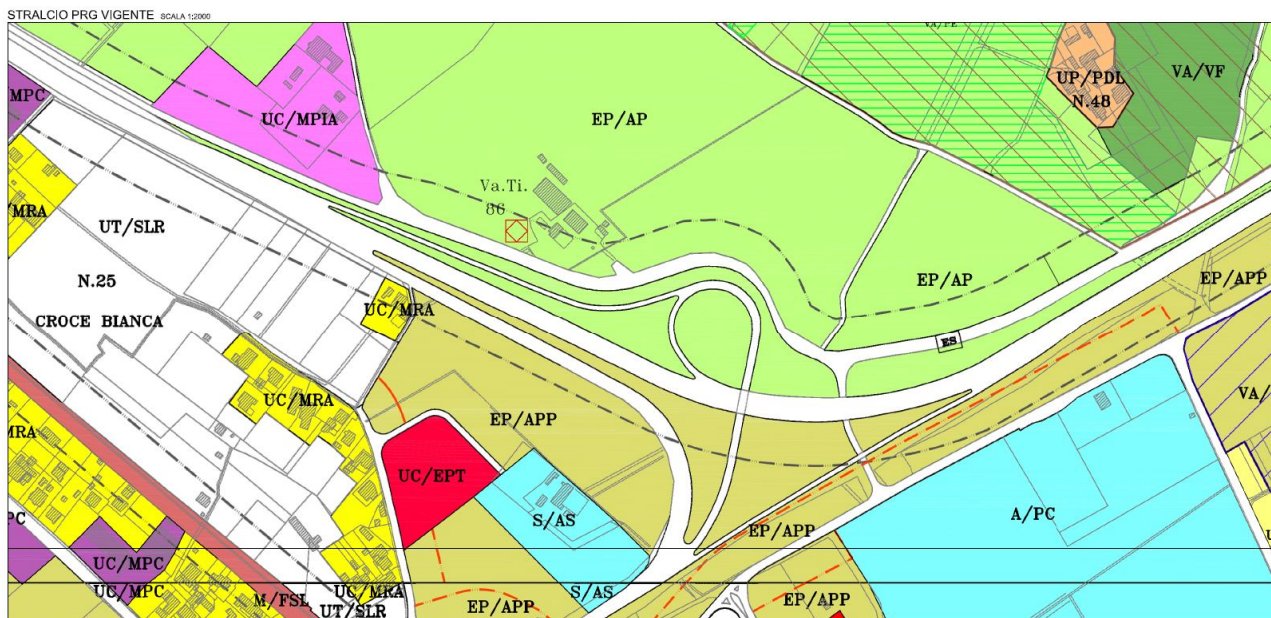 STRALCIO PRG VIGENTE SCALA 1:2000
VA/PE
UP/PDL
N.48
VA/VF
MPC
UC/MPIA
EP/AP
Va.Ti.
86
/MRA
UT/SLR
N.25
CROCE BIANCA
UC/MRA
EP/AP
EP/APP
ES
UC/MRA
EP/APP
VA/
MRA
UC/EPT
S/AS
A/PC
PC
EP/APP
UC/MPC
UC/MPC
UC/MRA
S/AS
M/FSL
UT/SLR
EP/APP
EP/APP